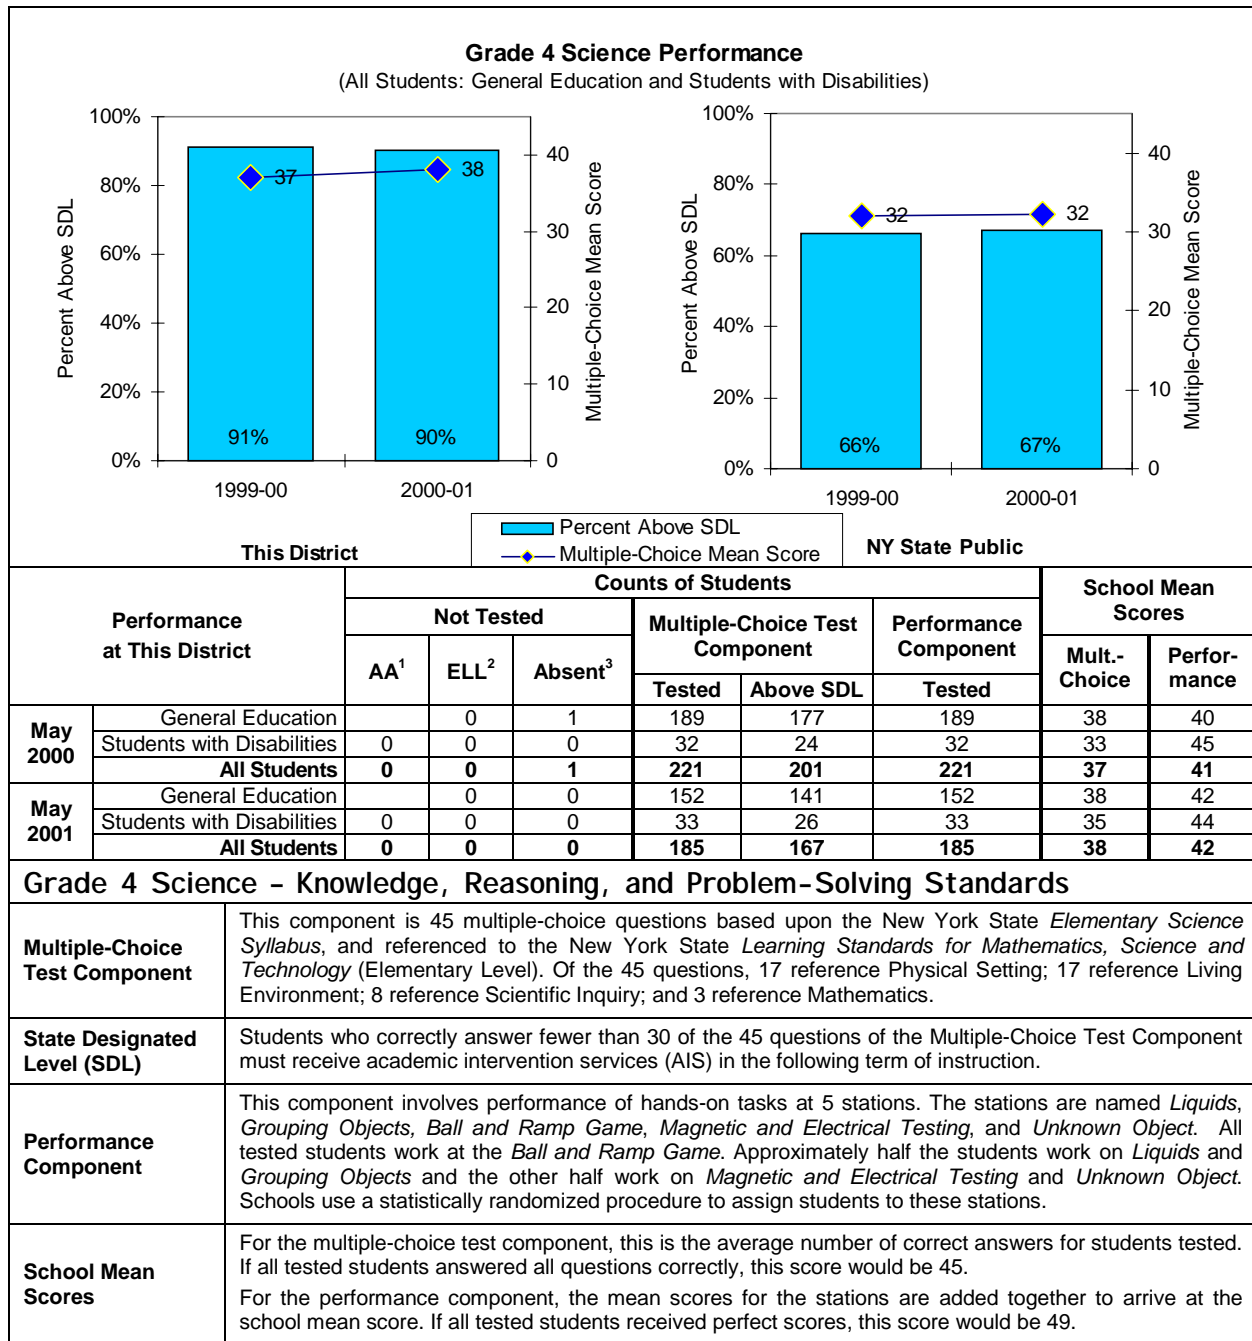 Grade 4 Science Performance
(All Students: General Education and Students with Disabilities)
100%
80%
60%
40%
20%
0%
Percent Above SDL
37
38
91%
90%
1999-00
2000-01
40
30
20
10
0
Multiple-Choice Mean Score
This District
100%
80%
60%
40%
20%
0%
Percent Above SDL
32
32
66%
67%
1999-00
2000-01
40
30
20
10
0
Multiple-Choice Mean Score
NY State Public
Percent Above SDL
Multiple-Choice Mean Score
Performance
at This District
Counts of Students
School Mean
Scores
Not Tested
Multiple-Choice Test
Component
Performance
Component
AA1 ELL2 Absent3
Tested Above SDL Tested
Mult.-
Choice
Perfor-
mance
May
2000
General Education 0 1 189 177 189 38 40
Students with Disabilities 0 0 0 32 24 32 33 45
All Students 0 0 1 221 201 221 37 41
May
2001
General Education 0 0 152 141 152 38 42
Students with Disabilities 0 0 0 33 26 33 35 44
All Students 0 0 0 185 167 185 38 42
Grade 4 Science – Knowledge, Reasoning, and Problem-Solving Standards
Multiple-Choice
Test Component
This component is 45 multiple-choice questions based upon the New York State Elementary Science
Syllabus, and referenced to the New York State Learning Standards for Mathematics, Science and
Technology (Elementary Level). Of the 45 questions, 17 reference Physical Setting; 17 reference Living
Environment; 8 reference Scientific Inquiry; and 3 reference Mathematics.
State Designated
Level (SDL)
Students who correctly answer fewer than 30 of the 45 questions of the Multiple-Choice Test Component
must receive academic intervention services (AIS) in the following term of instruction.
Performance
Component
This component involves performance of hands-on tasks at 5 stations. The stations are named Liquids,
Grouping Objects, Ball and Ramp Game, Magnetic and Electrical Testing, and Unknown Object. All
tested students work at the Ball and Ramp Game. Approximately half the students work on Liquids and
Grouping Objects and the other half work on Magnetic and Electrical Testing and Unknown Object.
Schools use a statistically randomized procedure to assign students to these stations.
School Mean
Scores
For the multiple-choice test component, this is the average number of correct answers for students tested.
If all tested students answered all questions correctly, this score would be 45.
For the performance component, the mean scores for the stations are added together to arrive at the
school mean score. If all tested students received perfect scores, this score would be 49.